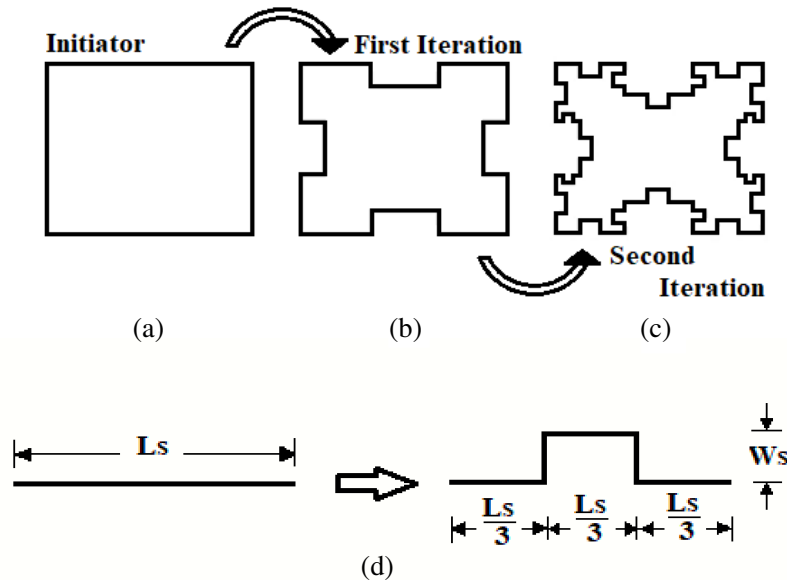 Initiator
First Iteration
Second
Iteration
(a)
(b)
(c)
Ls
Ws
Ls/3 Ls/3 Ls/3
(d)